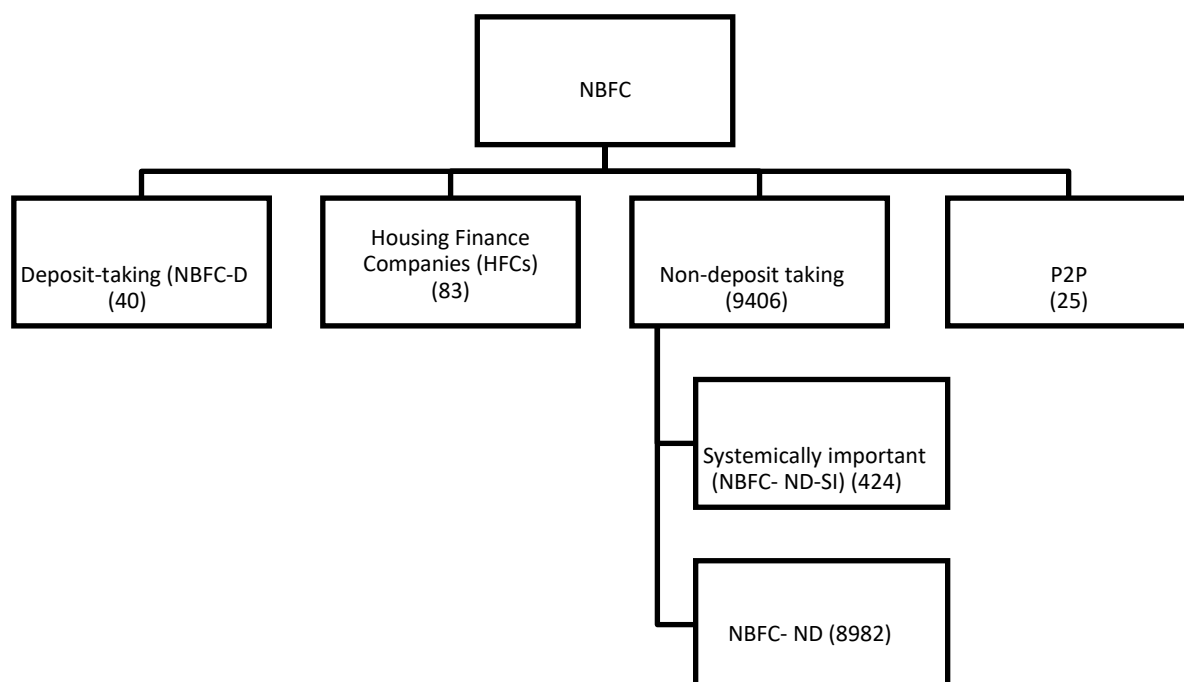 NBFC
Deposit-taking (NBFC-D
(40)
Housing Finance
Companies (HFCs)
(83)
Non-deposit taking
(9406)
P2P
(25)
Systemically important
(NBFC- ND-SI) (424)
NBFC- ND (8982)